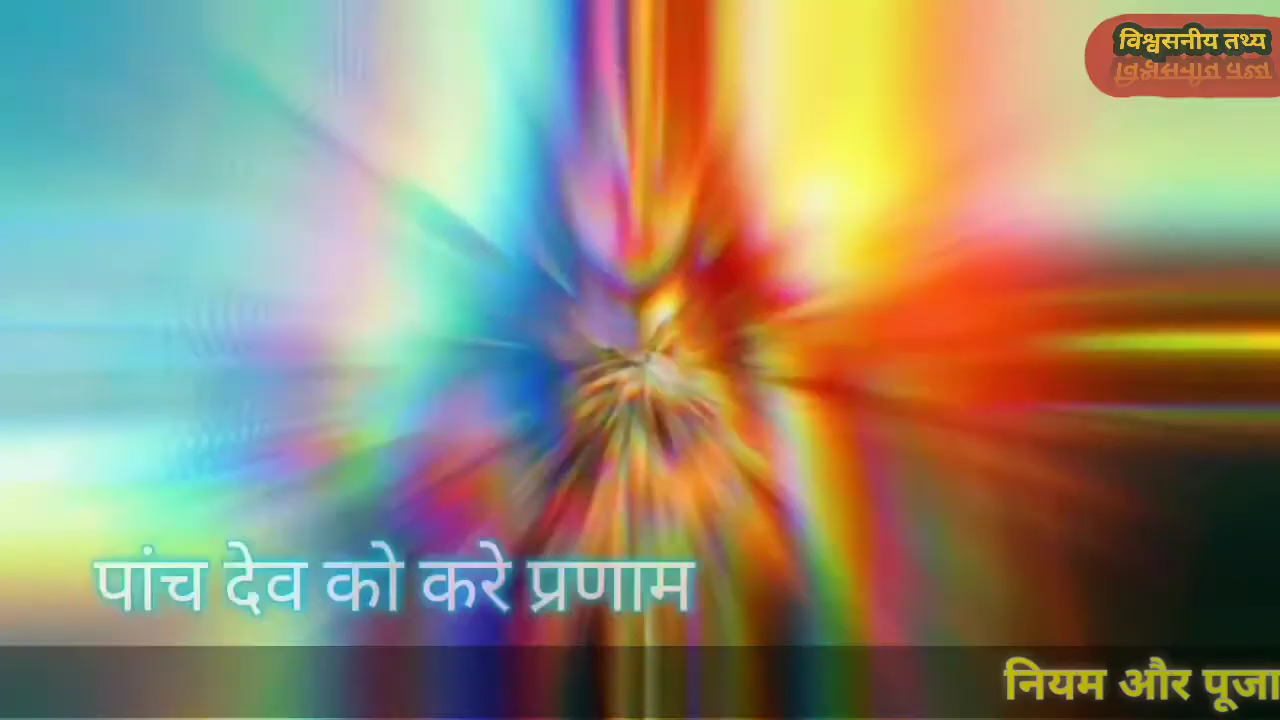 विश्वसनीय तथ्य
पांच देव को करे प्रणाम
नियम और पूजा